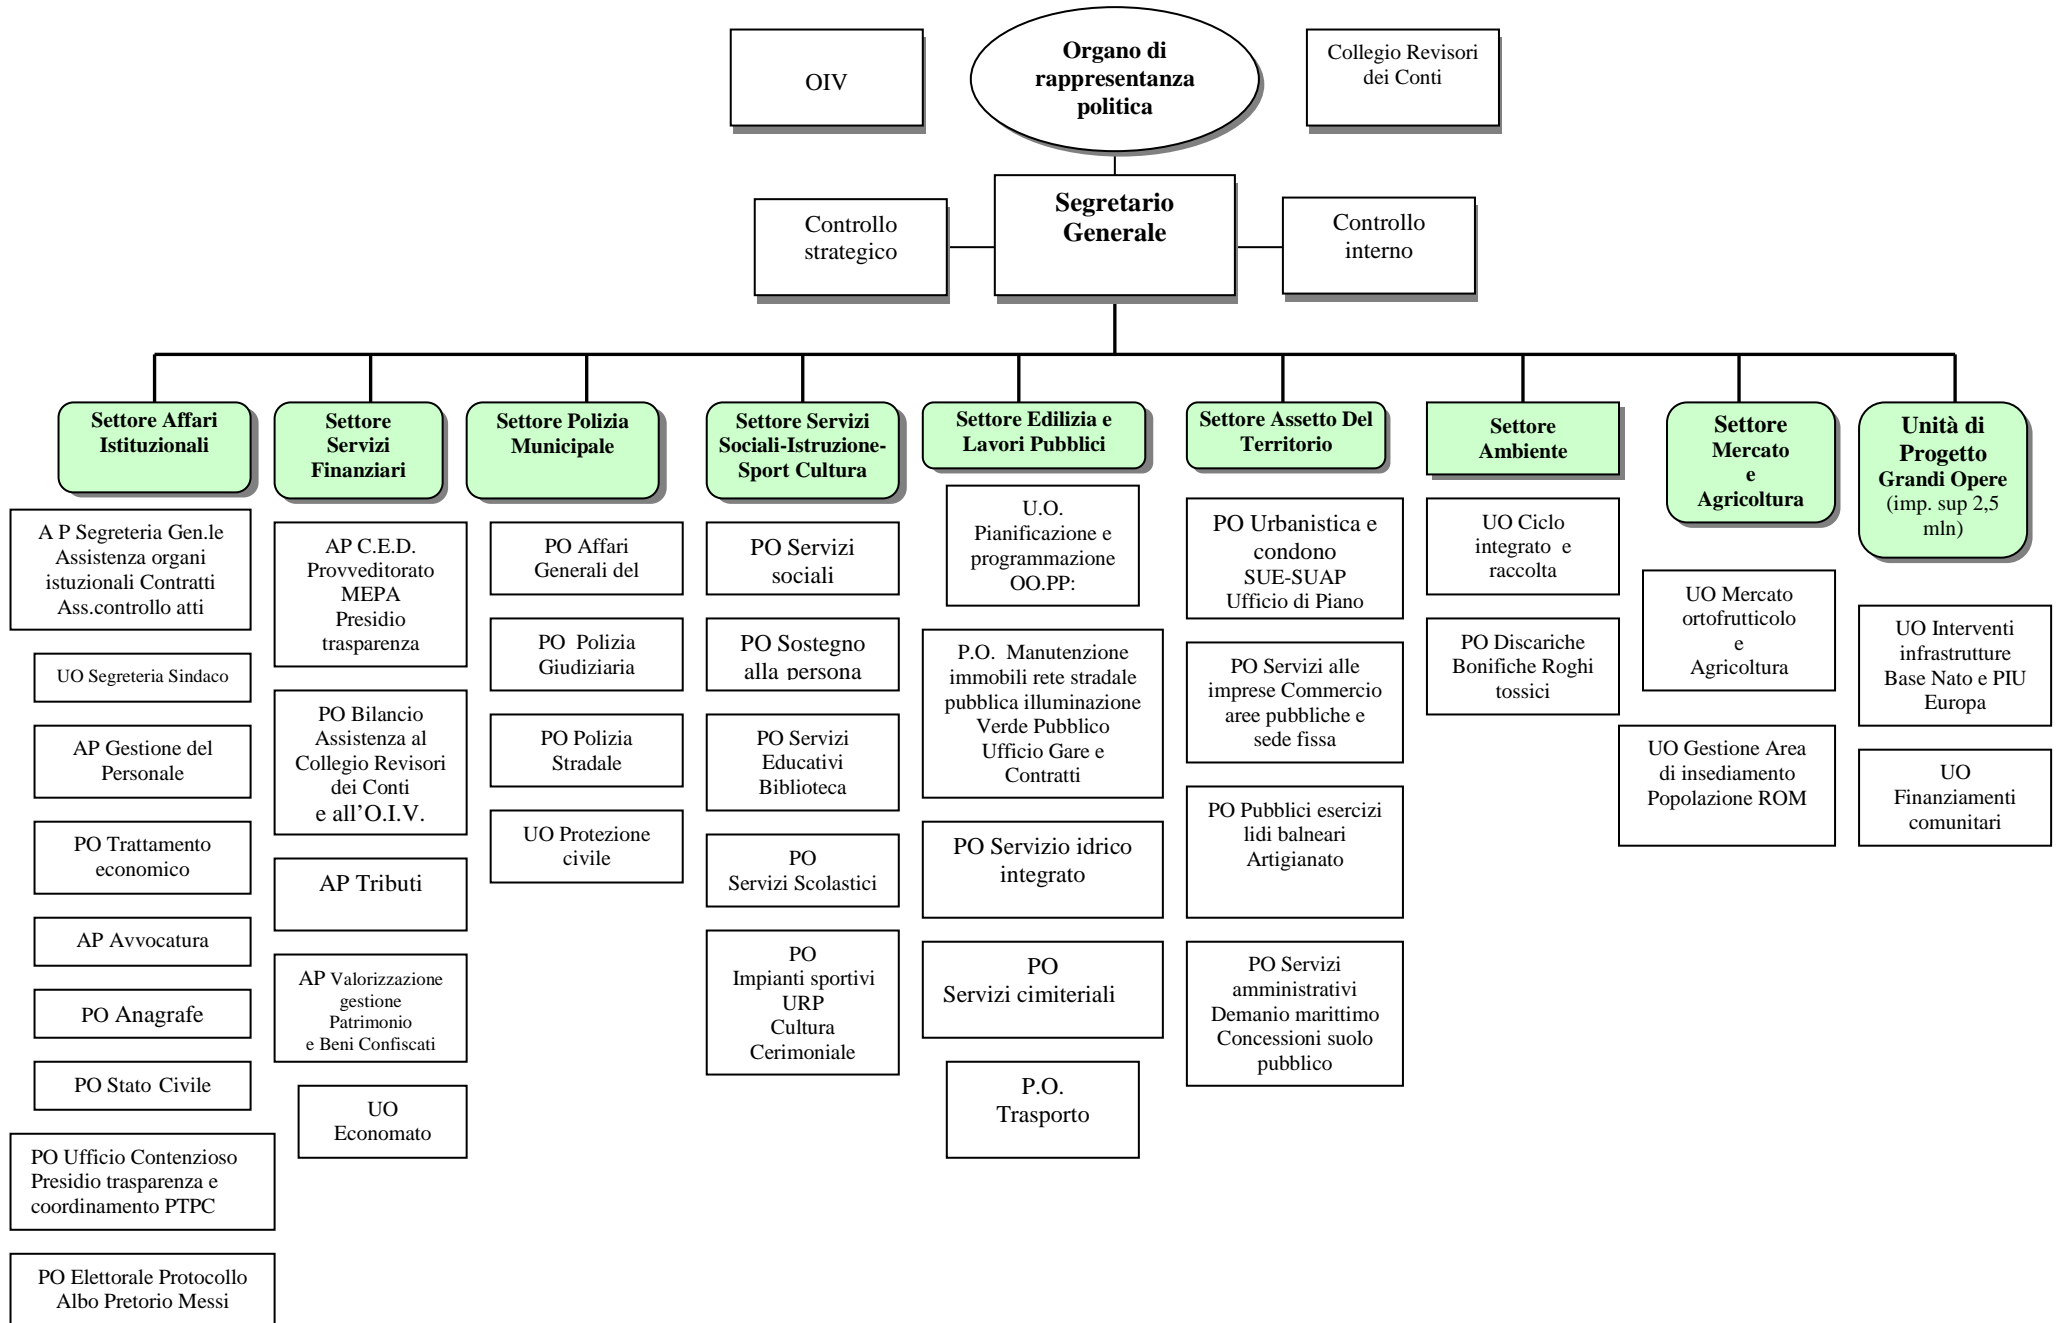 OIV
Organo di
rappresentanza
politica
Collegio Revisori
dei Conti
Controllo
strategico
Segretario
Generale
Controllo
interno
Settore Affari
Istituzionali
A P Segreteria Gen.le
Assistenza organi
istuzionali Contratti
Ass.controllo atti
UO Segreteria Sindaco
AP Gestione del
Personale
PO Trattamento
economico
AP Avvocatura
PO Anagrafe
PO Stato Civile
PO Ufficio Contenzioso
Presidio trasparenza e
coordinamento PTPC
PO Elettorale Protocollo
Albo Pretorio Messi
Settore
Servizi
Finanziari
AP C.E.D.
Provveditorato
MEPA
Presidio
trasparenza
PO Bilancio
Assistenza al
Collegio Revisori
dei Conti
e all'O.I.V.
AP Tributi
AP Valorizzazione
gestione
Patrimonio
e Beni Confiscati
UO
Economato
Settore Polizia
Municipale
PO Affari
Generali del
PO Polizia
Giudiziaria
PO Polizia
Stradale
UO Protezione
civile
Settore Servizi
Sociali-Istruzione-
Sport Cultura
PO Servizi
sociali
PO Sostegno
alla persona
PO Servizi
Educativi
Biblioteca
PO
Servizi Scolastici
PO
Impianti sportivi
URP
Cultura
Cerimoniale
Settore Edilizia e
Lavori Pubblici
U.O.
Pianificazione e
programmazione
OO.PP:
P.O. Manutenzione
immobili rete stradale
pubblica illuminazione
Verde Pubblico
Ufficio Gare e
Contratti
PO Servizio idrico
integrato
PO
Servizi cimiteriali
P.O.
Trasporto
Settore Assetto Del
Territorio
PO Urbanistica e
condono
SUE-SUAP
Ufficio di Piano
PO Servizi alle
imprese Commercio
aree pubbliche e
sede fissa
PO Pubblici esercizi
lidi balneari
Artigianato
PO Servizi
amministrativi
Demanio marittimo
Concessioni suolo
pubblico
Settore
Ambiente
UO Ciclo
integrato e
raccolta
PO Discariche
Bonifiche Roghi
tossici
Settore
Mercato
e
Agricoltura
UO Mercato
ortofrutticolo
e
Agricoltura
UO Gestione Area
di insediamento
Popolazione ROM
Unità di
Progetto
Grandi Opere
(imp. sup 2,5
mln)
UO Interventi
infrastrutture
Base Nato e PIU
Europa
UO
Finanziamenti
comunitari